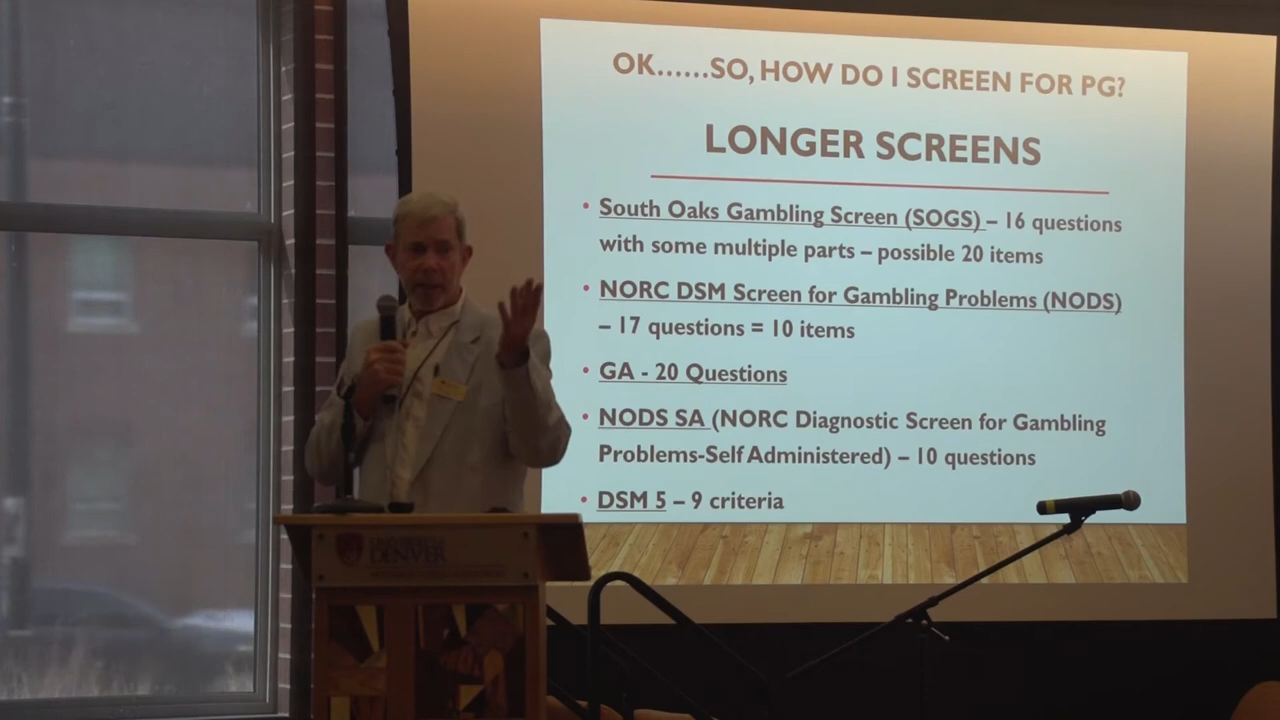 OK......SO, HOW DO I SCREEN FOR PG?
LONGER SCREENS
• South Oaks Gambling Screen (SOGS) – 16 questions
with some multiple parts – possible 20 items
• NORC DSM Screen for Gambling Problems (NODS)
– 17 questions = 10 items
• GA - 20 Questions
• NODS SA (NORC Diagnostic Screen for Gambling
Problems-Self Administered) – 10 questions
• DSM 5 – 9 criteria
DENVER